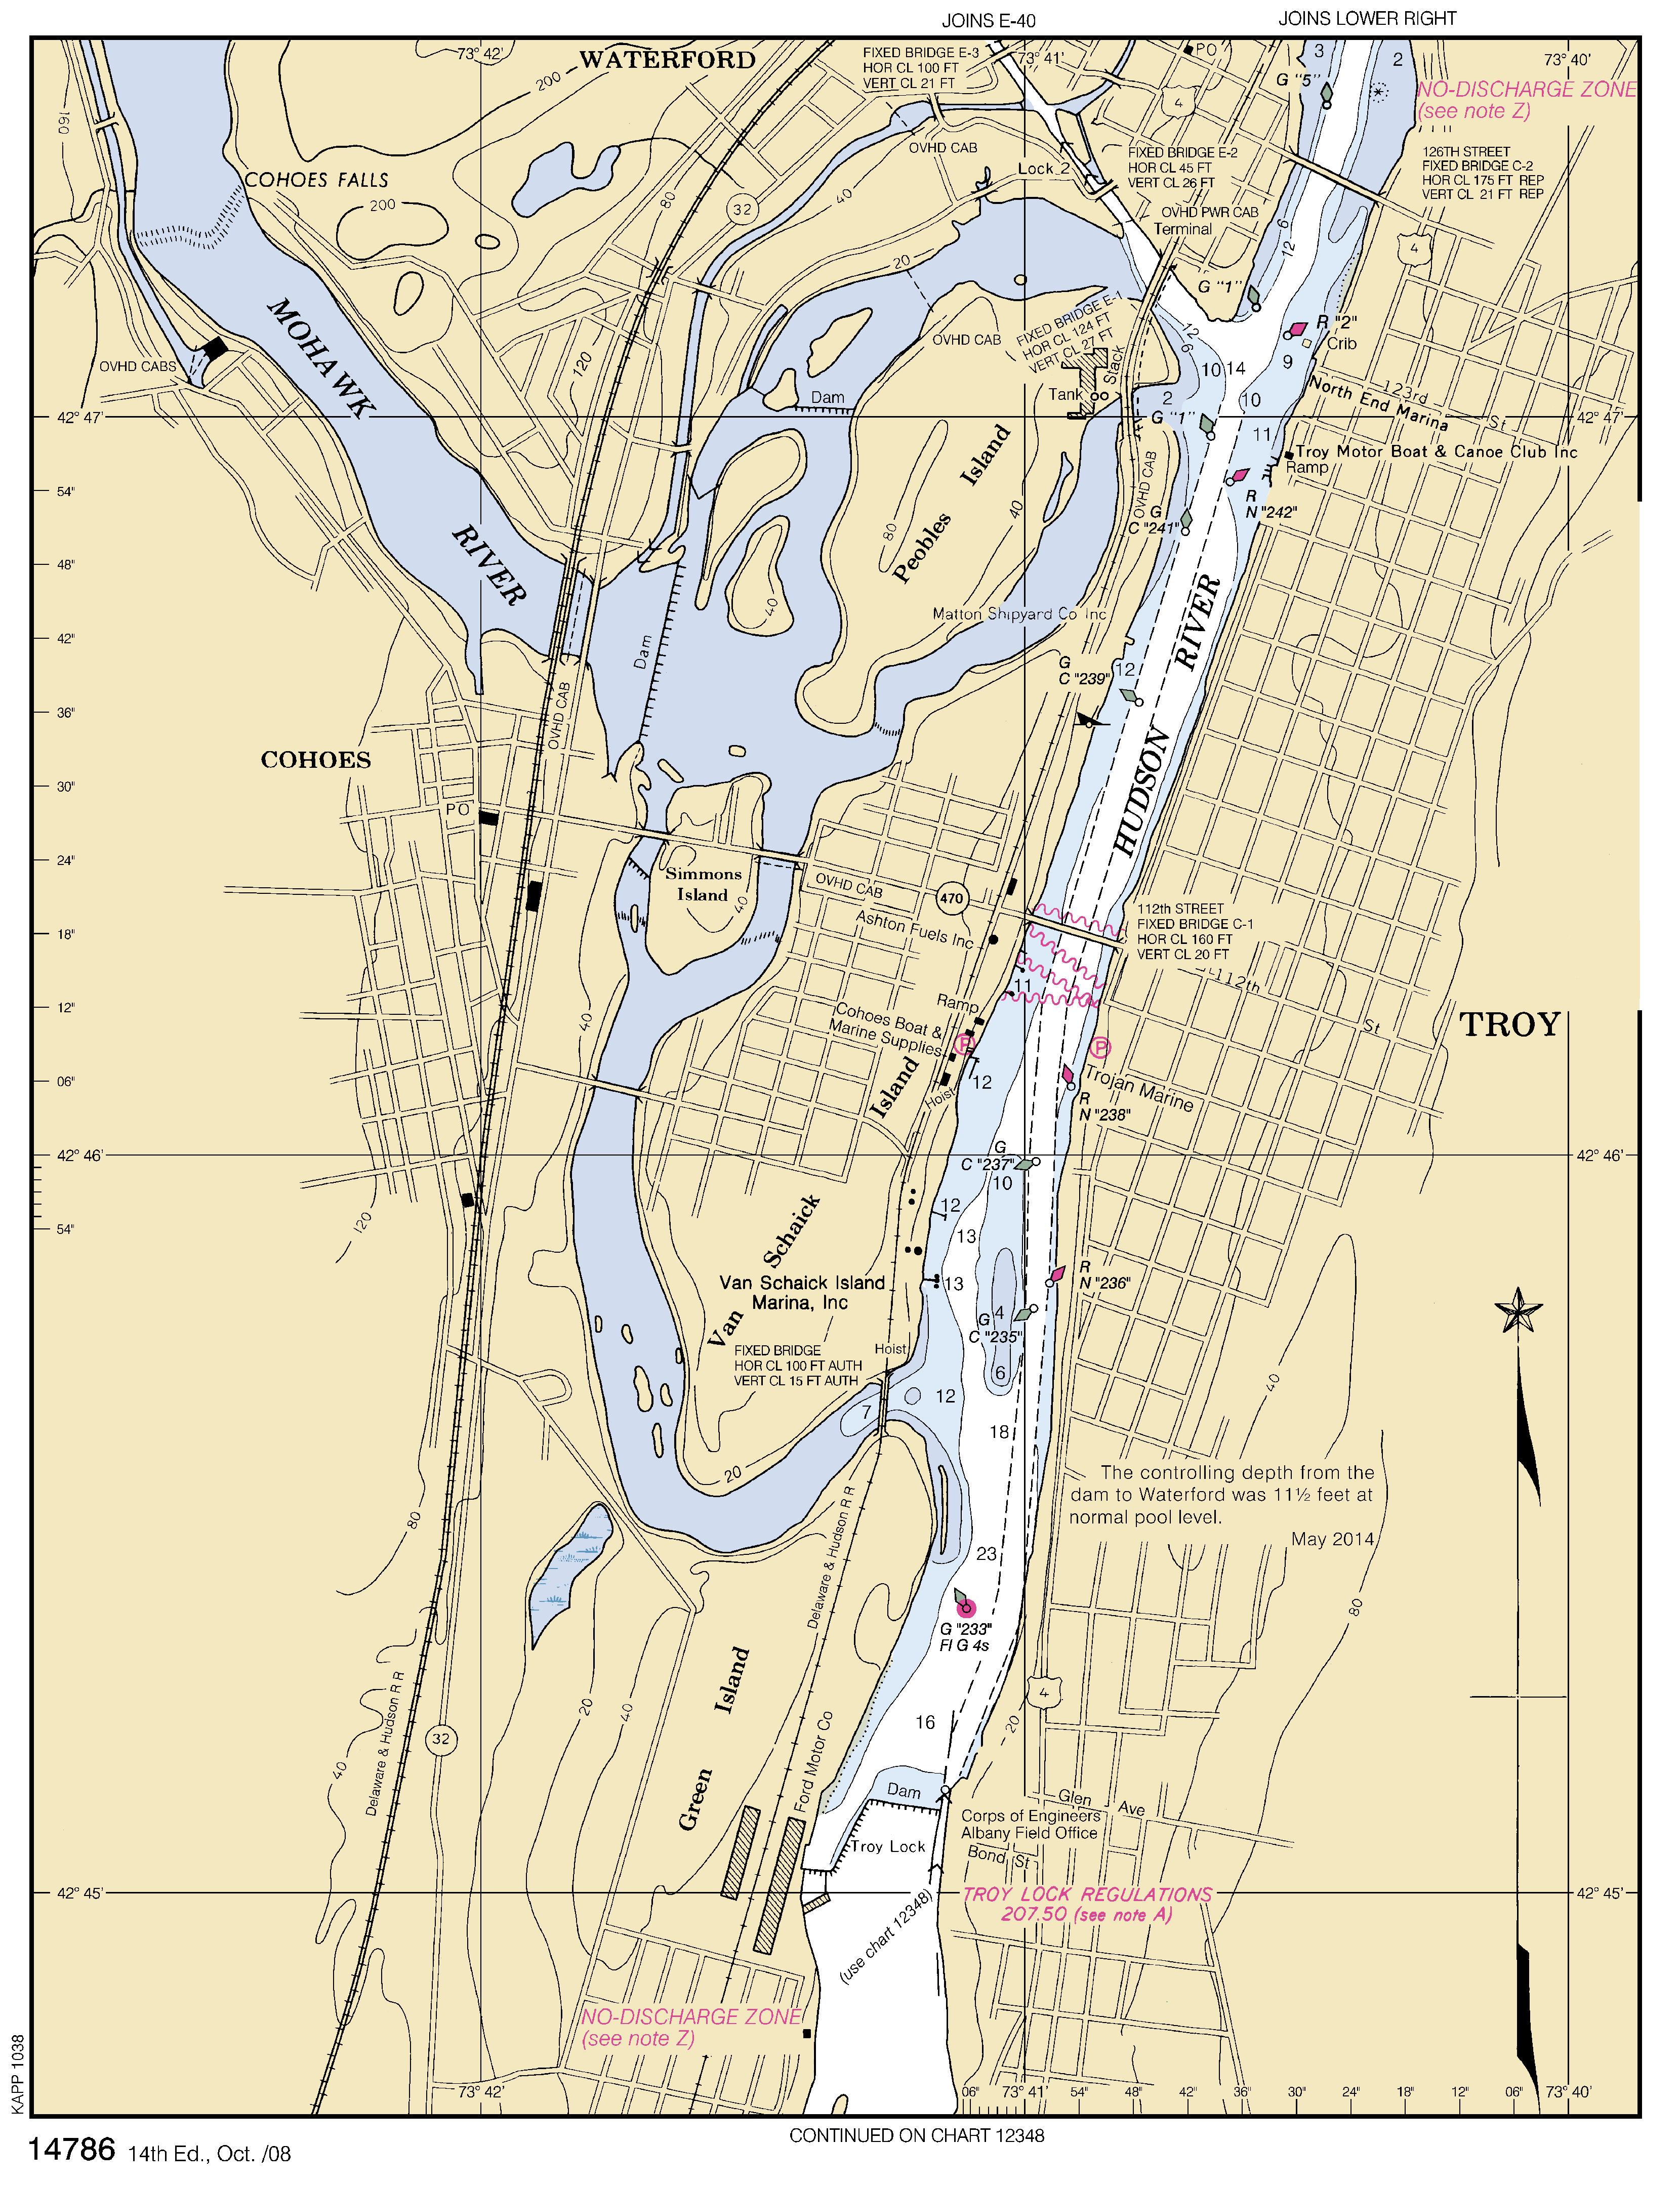 JOINS E-40
JOINS LOWER RIGHT
73° 42'
WATERFORD
FIXED BRIDGE E-3
HOR CL 100 FT
VERT CL 21 FT
73° 41'
PO
3
2
73° 40'
G "5"
NO-DISCHARGE ZONE
(see note Z)
200
160
4
OVHD CAB
Lock 2
FIXED BRIDGE E-2
HOR CL 45 FT
VERT CL 26 FT
126TH STREET
FIXED BRIDGE C-2
HOR CL 175 FT REP
VERT CL 21 FT REP
COHOES FALLS
200
80
32
40
OVHD PWR CAB
Terminal
6
12
4
20
G "1"
MOHAWK
RIVER
OVHD CABS
120
OVHD CAB
FIXED BRIDGE E-1
HOR CL 124 FT
VERT CL 27 FT
12
6
R "2"
Crib
9
10
14
Stack
Tank
2
10
North End Marina
123rd
St
Dam
42° 47'
G "1"
42° 47'
11
Troy Motor Boat & Canoe Club Inc
Ramp
Peobles
Island
54"
80
40
OVHD CAB
R
N "242"
G
C "241"
48"
40
Matton Shipyard Co Inc
42"
Dam
G
C "239"
12
HUDSON
RIVER
OVHD CAB
36"
COHOES
30"
PO
24"
Simmons
Island
40
OVHD CAB
470
Ashton Fuels Inc
112th STREET
FIXED BRIDGE C-1
HOR CL 160 FT
VERT CL 20 FT
18"
112th
St
11
12"
40
Ramp
Cohoes Boat &
Marine Supplies
P
P
TROY
06"
Hoist
12
Trojan Marine
R
N "238"
42° 46'
G
C "237"
10
42° 46'
Van
Schaick
Island
12
54"
120
13
Van Schaick Island
Marina, Inc
13
R
N "236"
G
C "235"
4
FIXED BRIDGE
HOR CL 100 FT AUTH
VERT CL 15 FT AUTH
Hoist
6
40
7
12
18
20
The controlling depth from the
dam to Waterford was 11½ feet at
normal pool level.
May 2014
80
Delaware & Hudson R R
23
80
G "233"
Fl G 4s
Green
Island
Delaware & Hudson R R
20
40
4
20
16
32
40
Ford Motor Co
Dam
Glen
Ave
Corps of Engineers
Albany Field Office
Troy Lock
Bond St
42° 45'
TROY LOCK REGULATIONS
207.50 (see note A)
42° 45'
(use chart 12348)
NO-DISCHARGE ZONE
(see note Z)
KAPP 1038
73° 42'
06"
73° 41'
54"
48"
42"
36"
30"
24"
18"
12"
06"
73° 40'
CONTINUED ON CHART 12348
14786 14th Ed., Oct. /08